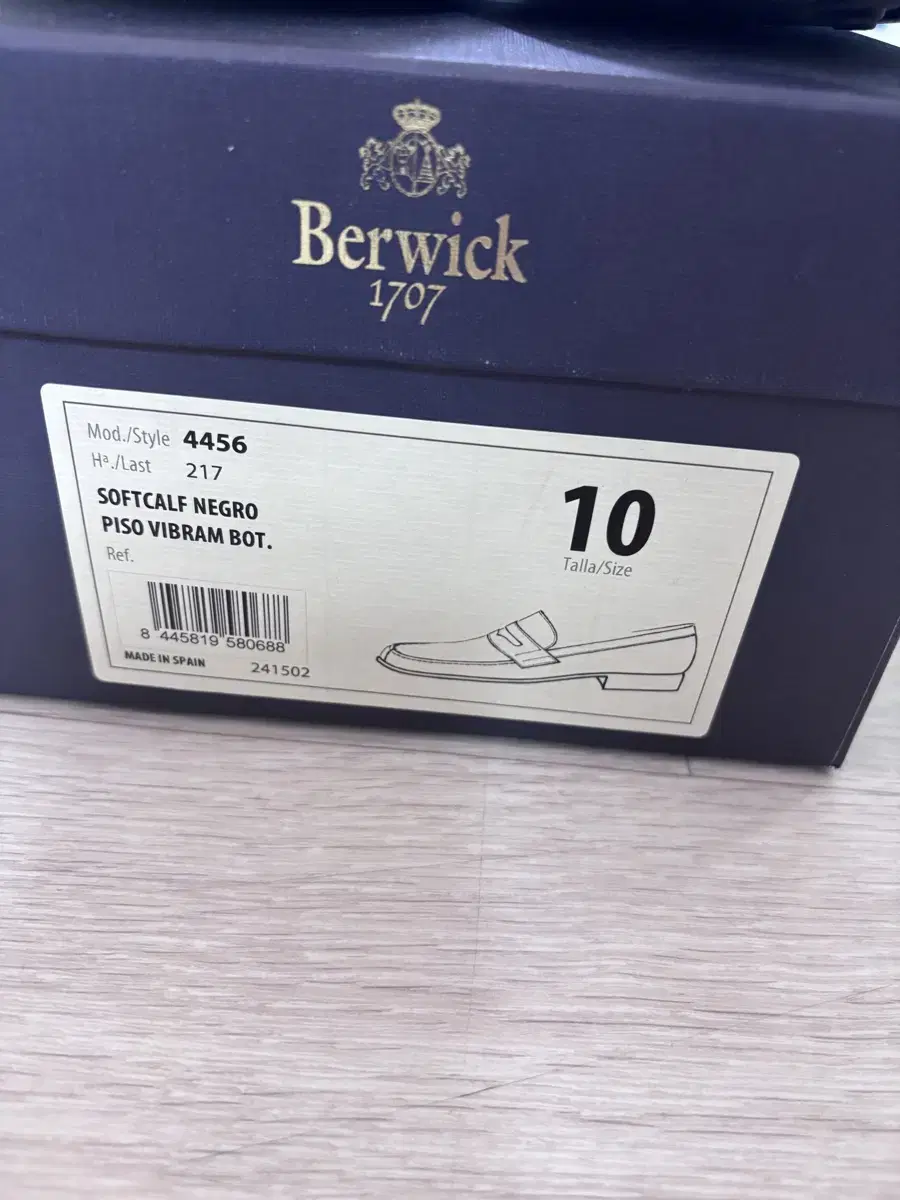 Berwick
1707
Mod./Style 4456
Hª./Last 217
SOFTCALF NEGRO
PISO VIBRAM BOT.
Ref.
8 445819 580688
MADE IN SPAIN 241502
10
Talla/Size